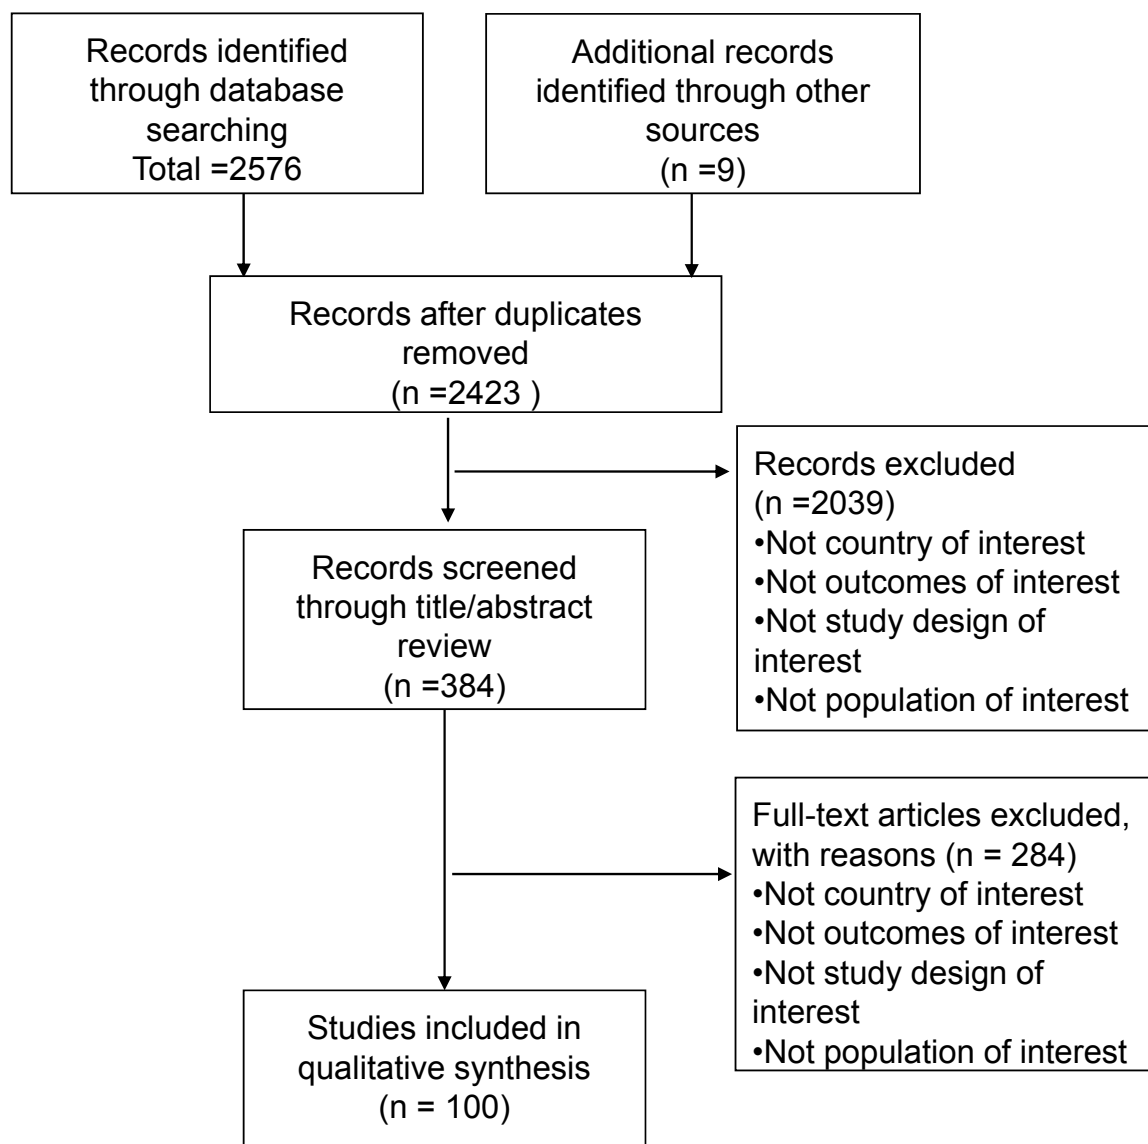 Records identified
through database
searching
Total =2576
Additional records
identified through other
sources
(n =9)
Records after duplicates
removed
(n =2423 )
Records excluded
(n =2039)
•Not country of interest
•Not outcomes of interest
•Not study design of
interest
•Not population of interest
Records screened
through title/abstract
review
(n =384)
Full-text articles excluded,
with reasons (n = 284)
•Not country of interest
•Not outcomes of interest
•Not study design of
interest
•Not population of interest
Studies included in
qualitative synthesis
(n = 100)